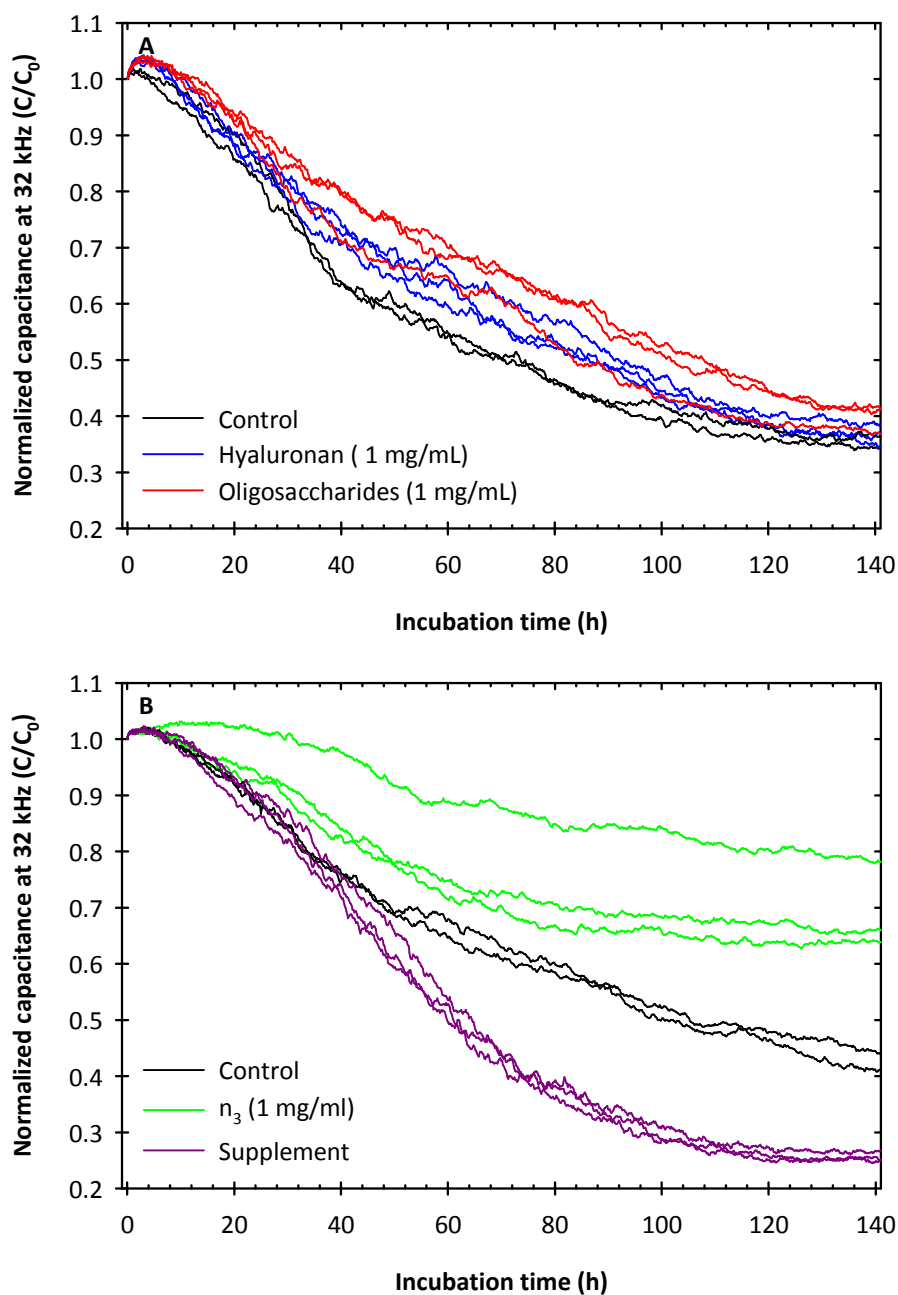 A
Normalized capacitance at 32 kHz (C/C₀)
1.1
1.0
0.9
0.8
0.7
0.6
0.5
0.4
0.3
0.2
Control
Hyaluronan ( 1 mg/mL)
Oligosaccharides (1 mg/mL)
0 20 40 60 80 100 120 140
Incubation time (h)
B
Normalized capacitance at 32 kHz (C/C₀)
1.1
1.0
0.9
0.8
0.7
0.6
0.5
0.4
0.3
0.2
Control
n₃ (1 mg/ml)
Supplement
0 20 40 60 80 100 120 140
Incubation time (h)